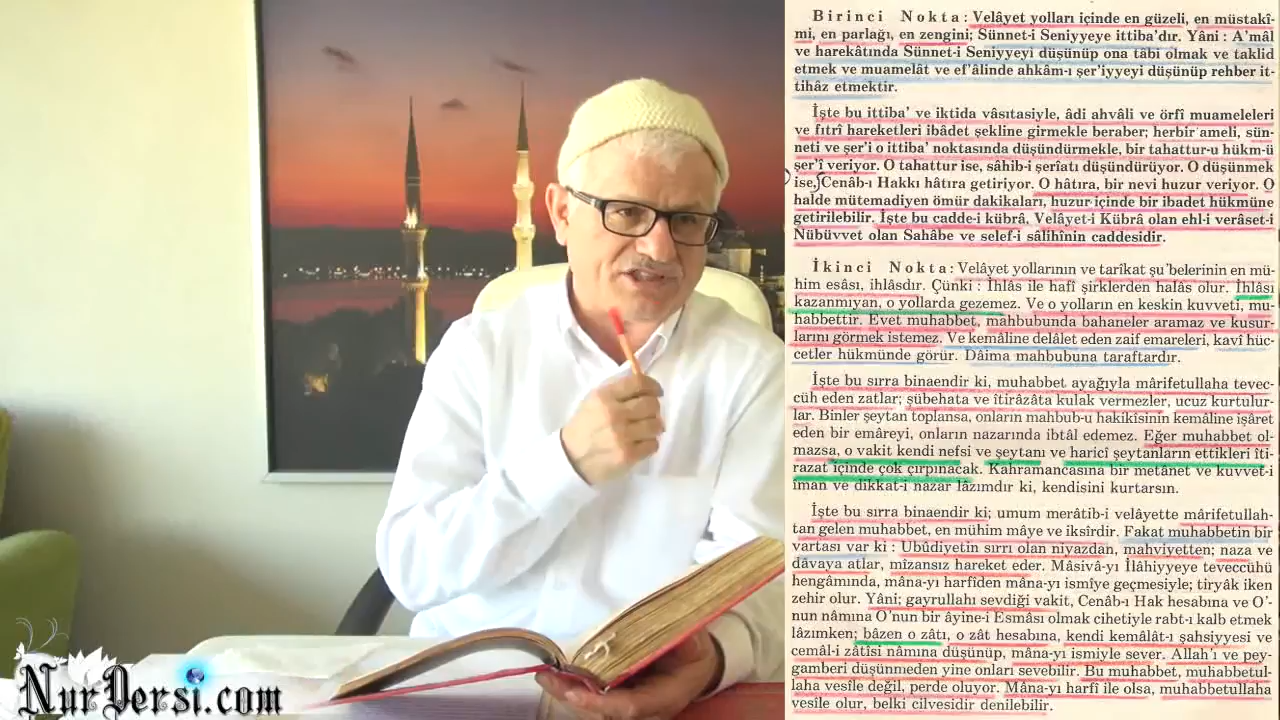 Birinci Nokta: Velâyet yolları içinde en güzeli, en müstakî-
mi, en parlağı, en zengini; Sünnet-i Seniyyeye ittiba'dır. Yâni : A'mâl
ve harekâtında Sünnet-i Seniyyeyi düşünüp ona tâbi olmak ve taklid
etmek ve muamelât ve ef'âlinde ahkâm-ı şer'iyyeyi düşünüp rehber it-
tihâz etmektir.
İşte bu ittiba' ve iktida vâsıtasiyle, âdi ahvâli ve örfî muameleleri
ve fıtrî hareketleri ibâdet şekline girmekle beraber; herbir ameli, sün-
neti ve şer'i o ittiba' noktasında düşündürmekle, bir tahattur-u hükm-ü
şer'î veriyor. O tahattur ise, sâhib-i şerîatı düşündürüyor. O düşünmek
ise, Cenâb-ı Hakkı hâtıra getiriyor. O hâtıra, bir nevi huzur veriyor. O
halde mütemadiyen ömür dakikaları, huzur içinde bir ibadet hükmüne
getirilebilir. İşte bu cadde-i kübrâ, Velâyet-i Kübrâ olan ehl-i verâset-i
Nübüvvet olan Sahâbe ve selef-i sâlihînin caddesidir.
İkinci Nokta: Velâyet yollarının ve tarîkat şu'belerinin en mü-
him esâsı, ihlâsdır. Çünki : İhlâs ile hafî şirklerden halâs olur. İhlâsı
kazanmıyan, o yollarda gezemez. Ve o yolların en keskin kuvveti, mu-
habbettir. Evet muhabbet, mahbubunda bahaneler aramaz ve kusur-
larını görmek istemez. Ve kemâline delâlet eden zaif emareleri, kavî hüc-
cetler hükmünde görür. Dâima mahbubuna taraftardır.
İşte bu sırra binaendir ki, muhabbet ayağıyla mârifetullaha tevec-
cüh eden zatlar; şübehata ve îtirâzâta kulak vermezler, ucuz kurtulur-
lar. Binler şeytan toplansa, onların mahbub-u hakikîsinin kemâline işâret
eden bir emâreyi, onların nazarında ibtâl edemez. Eğer muhabbet ol-
mazsa, o vakit kendi nefsi ve şeytanı ve haricî şeytanların ettikleri îti-
razat içinde çok çırpınacak. Kahramancasına bir metânet ve kuvvet-i
îman ve dikkat-i nazar lâzımdır ki, kendisini kurtarsın.
İşte bu sırra binaendir ki; umum merâtib-i velâyette mârifetullah-
tan gelen muhabbet, en mühim mâye ve iksîrdir. Fakat muhabbetin bir
vartası var ki : Ubûdiyetin sırrı olan niyazdan, mahviyetten; naza ve
dâvaya atlar, mîzansız hareket eder. Mâsivâ-yı İlâhiyyeye teveccühü
hengâmında, mâna-yı harfîden mâna-yı ismîye geçmesiyle; tiryâk iken
zehir olur. Yâni; gayrullahı sevdiği vakit, Cenâb-ı Hak hesabına ve O'-
nun nâmına O'nun bir âyine-i Esmâsı olmak cihetiyle rabt-ı kalb etmek
lâzımken; bâzen o zâtı, o zât hesabına, kendi kemâlât-ı şahsiyyesi ve
cemâl-i zâtîsi nâmına düşünüp, mâna-yı ismiyle sever. Allah'ı ve pey-
gamberi düşünmeden yine onları sevebilir. Bu muhabbet, muhabbetul-
laha vesîle değil, perde oluyor. Mâna-yı harfî ile olsa, muhabbetullaha
vesîle olur, belki cilvesidir denilebilir.
NurDersi.com